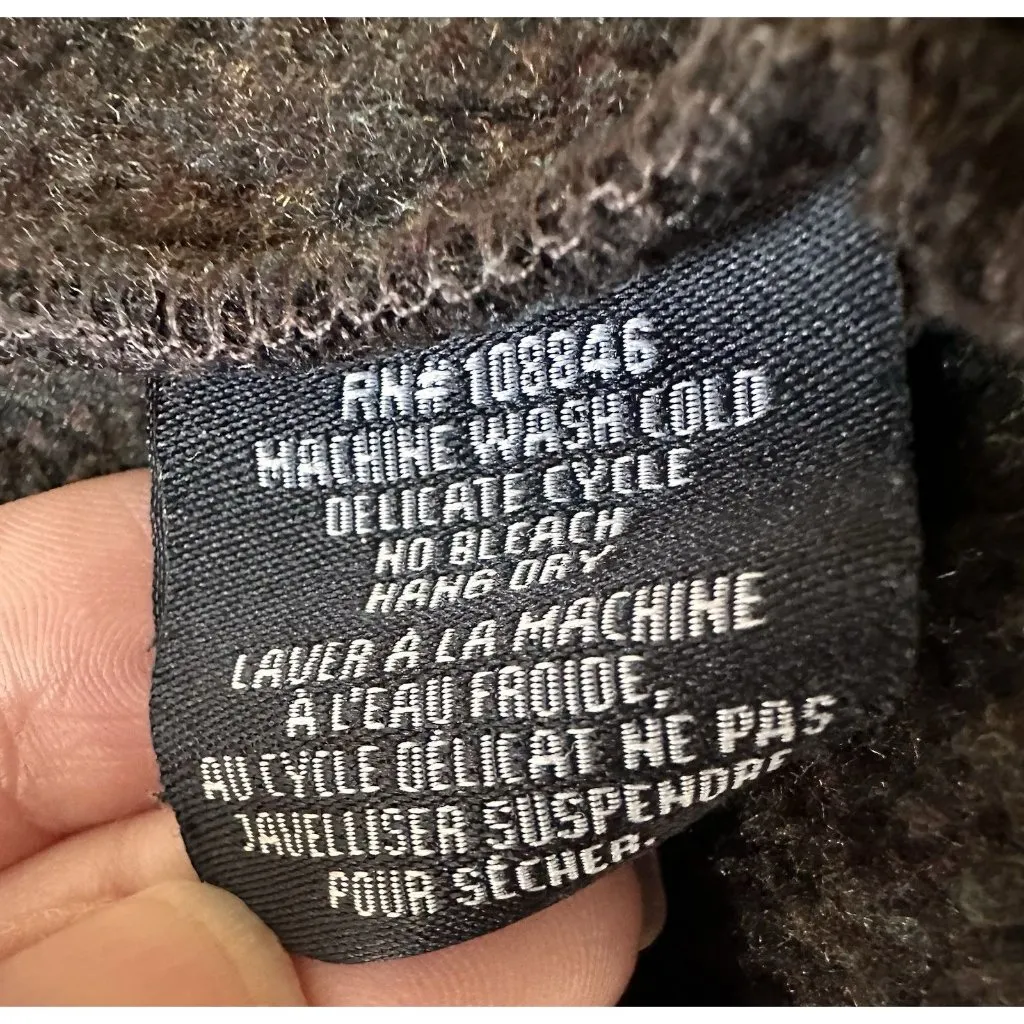 RN#108846
MACHINE WASH COLD
DELICATE CYCLE
NO BLEACH
HANG DRY
LAVER À LA MACHINE
À L'EAU FROIDE,
AU CYCLE DÉLICAT NE PAS
JAVELLISER SUSPENDRE
POUR SÉCHER.